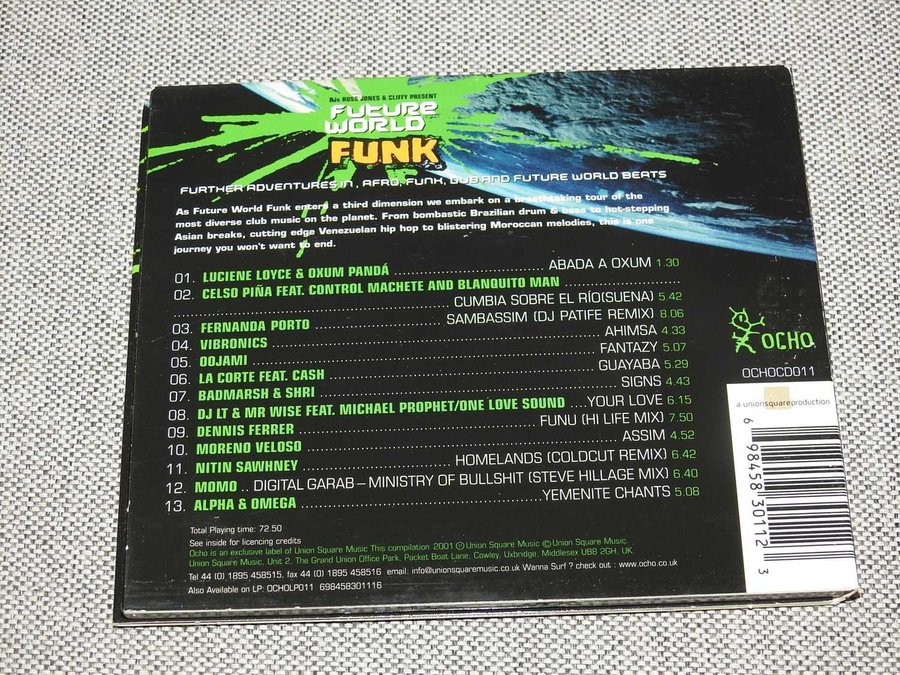 DJs RUSS JONES & CLIFFY PRESENT
FUTURE
WORLD
FUNK
FURTHER ADVENTURES IN , AFRO, FUNK, DUB AND FUTURE WORLD BEATS
As Future World Funk enters a third dimension we embark on a breathtaking tour of the
most diverse club music on the planet. From bombastic Brazilian drum & bass to hot-stepping
Asian breaks, cutting edge Venezuelan hip hop to blistering Moroccan melodies, this is one
journey you won't want to end.
01. LUCIENE LOYCE & OXUM PANDÁ ABADA A OXUM 1.30
02. CELSO PIÑA FEAT. CONTROL MACHETE AND BLANQUITO MAN
CUMBIA SOBRE EL RÍO(SUENA) 5.42
03. FERNANDA PORTO SAMBASSIM (DJ PATIFE REMIX) 8.06
04. VIBRONICS AHIMSA 4.33
05. OOJAMI FANTAZY 5.07
06. LA CORTE FEAT. CASH GUAYABA 5.29
07. BADMARSH & SHRI SIGNS 4.43
08. DJ LT & MR WISE FEAT. MICHAEL PROPHET/ONE LOVE SOUND ....YOUR LOVE 6.15
09. DENNIS FERRER FUNU (HI LIFE MIX) 7.50
10. MORENO VELOSO ASSIM 4.52
11. NITIN SAWHNEY HOMELANDS (COLDCUT REMIX) 6.42
12. MOMO .. DIGITAL GARAB – MINISTRY OF BULLSHIT (STEVE HILLAGE MIX) 6.40
13. ALPHA & OMEGA YEMENITE CHANTS 5.08
OCHO
OCHOCD011
a unionsquareproduction
6 98458 30112 3
Total Playing time: 72.50
See inside for licencing credits
Ocho is an exclusive label of Union Square Music This compilation 2001 ℗ Union Square Music © Union Square Music.
Union Square Music, Unit 2, The Grand Union Office Park, Packet Boat Lane, Cowley, Uxbridge, Middlesex UB8 2GH, UK.
Tel 44 (0) 1895 458515, fax 44 (0) 1895 458516 email: info@unionsquaremusic.co.uk Wanna Surf ? check out : www.ocho.co.uk
Also Available on LP: OCHOLP011 698458301116